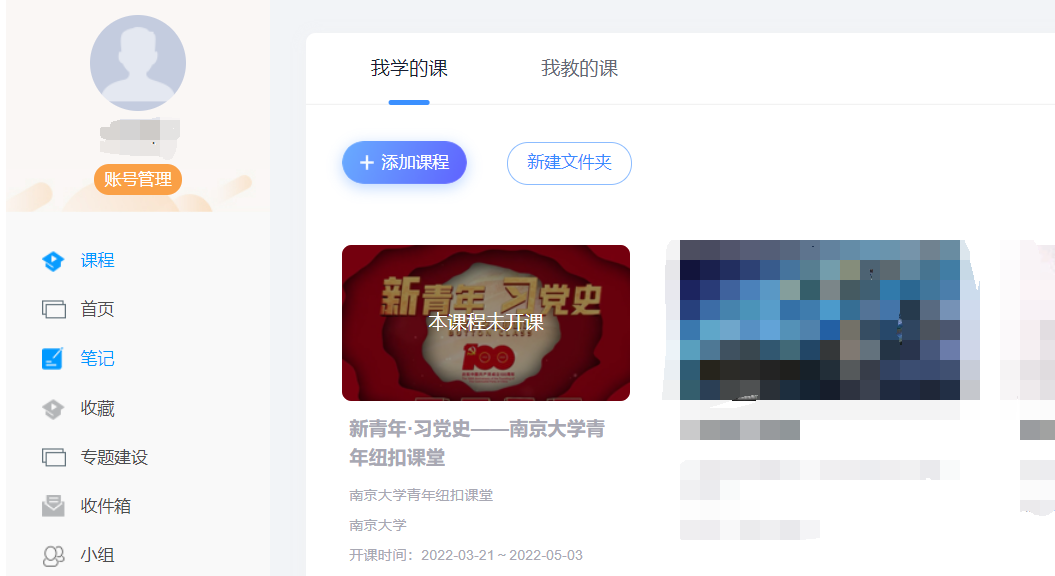 账号管理
课程
首页
笔记
收藏
专题建设
收件箱
小组
我学的课
我教的课
+ 添加课程
新建文件夹
新青年 习党史
本课程未开课
BUTTON CLASS
100
新青年·习党史——南京大学青
年纽扣课堂
南京大学青年纽扣课堂
南京大学
开课时间：2022-03-21～2022-05-03